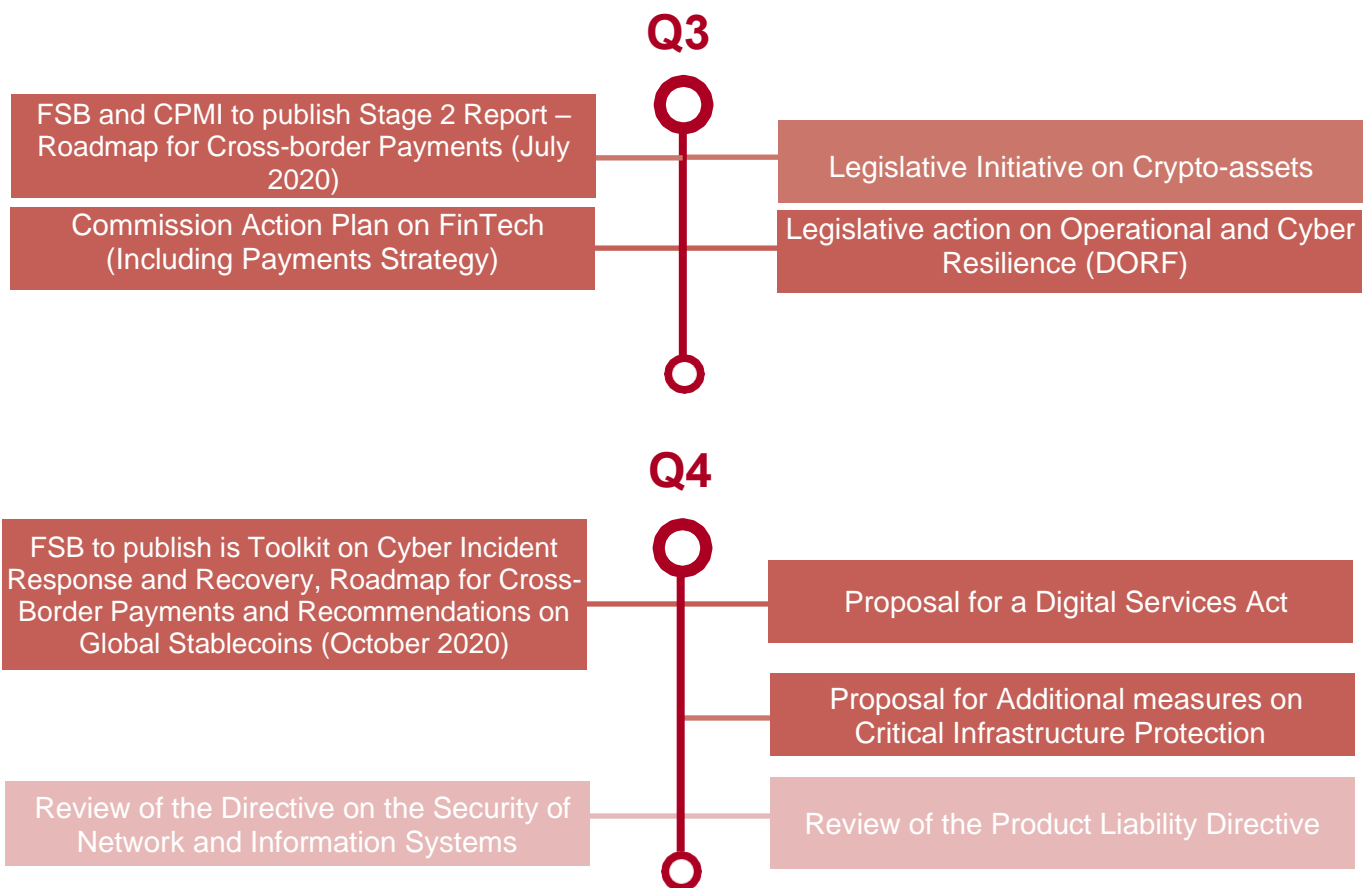 Q3
FSB and CPMI to publish Stage 2 Report –
Roadmap for Cross-border Payments (July
2020)
Legislative Initiative on Crypto-assets
Commission Action Plan on FinTech
(Including Payments Strategy)
Legislative action on Operational and Cyber
Resilience (DORF)
Q4
FSB to publish is Toolkit on Cyber Incident
Response and Recovery, Roadmap for Cross-
Border Payments and Recommendations on
Global Stablecoins (October 2020)
Proposal for a Digital Services Act
Proposal for Additional measures on
Critical Infrastructure Protection
Review of the Directive on the Security of
Network and Information Systems
Review of the Product Liability Directive